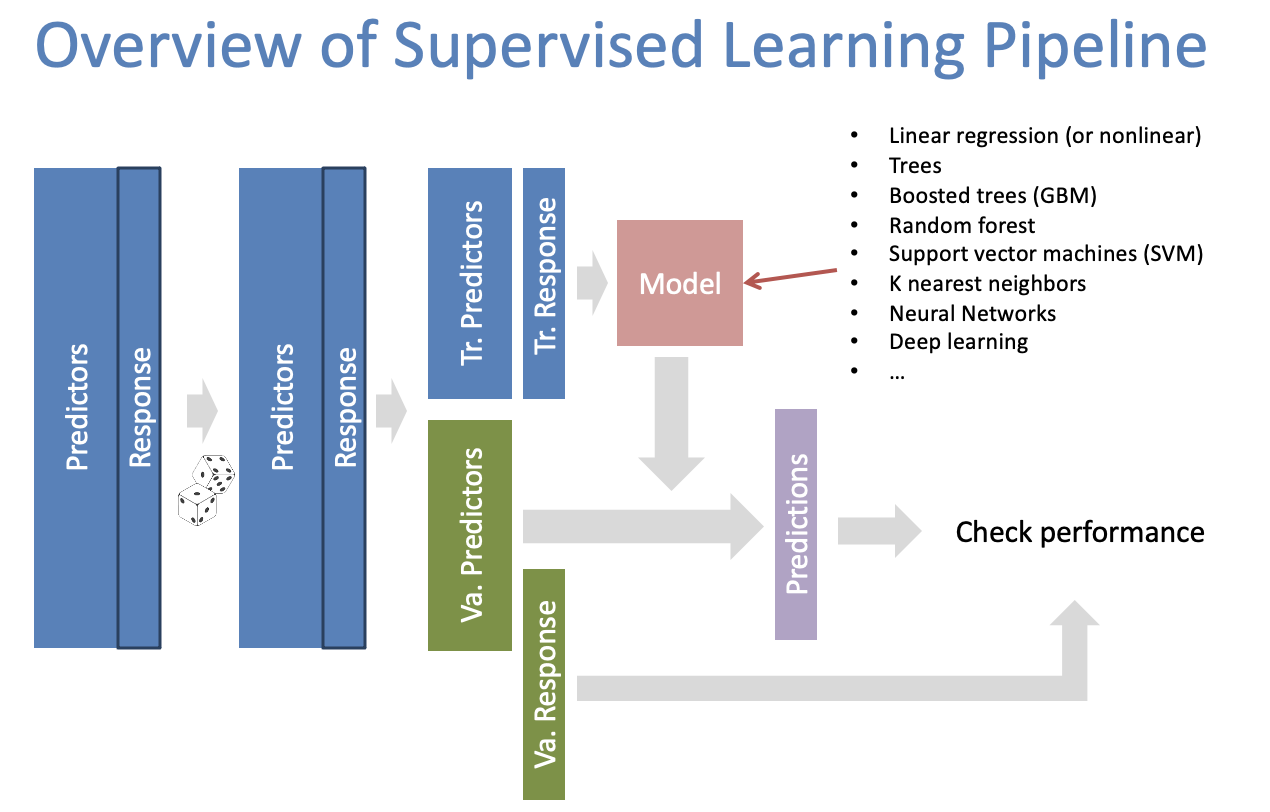 Overview of Supervised Learning Pipeline
Predictors
Response
Predictors
Response
Tr. Predictors
Tr. Response
Model
• Linear regression (or nonlinear)
• Trees
• Boosted trees (GBM)
• Random forest
• Support vector machines (SVM)
• K nearest neighbors
• Neural Networks
• Deep learning
• ...
Va. Predictors
Va. Response
Predictions
Check performance